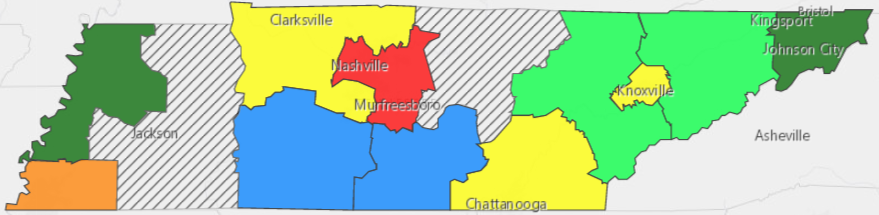 Bristol
Clarksville
Kingsport
Johnson City
Nashville
Knoxville
Murfreesboro
Jackson
Asheville
Chattanooga